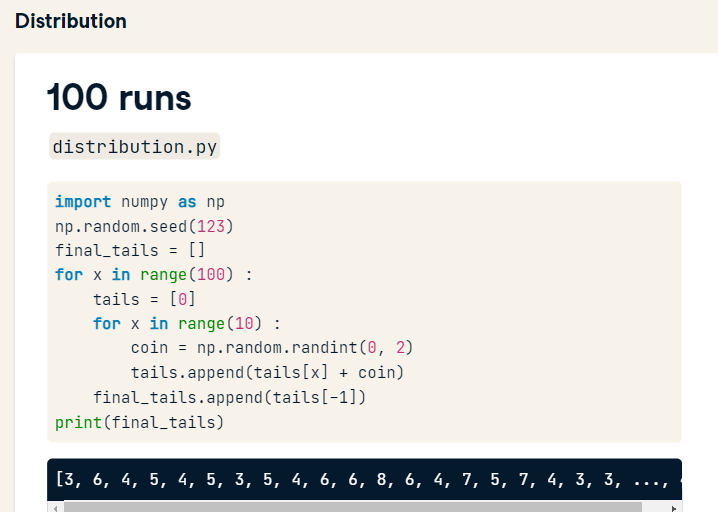 Distribution
100 runs
distribution.py
import numpy as np
np.random.seed(123)
final_tails = []
for x in range(100) :
    tails = [0]
    for x in range(10) :
        coin = np.random.randint(0, 2)
        tails.append(tails[x] + coin)
    final_tails.append(tails[-1])
print(final_tails)
[3, 6, 4, 5, 4, 5, 3, 5, 4, 6, 6, 8, 6, 4, 7, 5, 7, 4, 3, 3, ...,